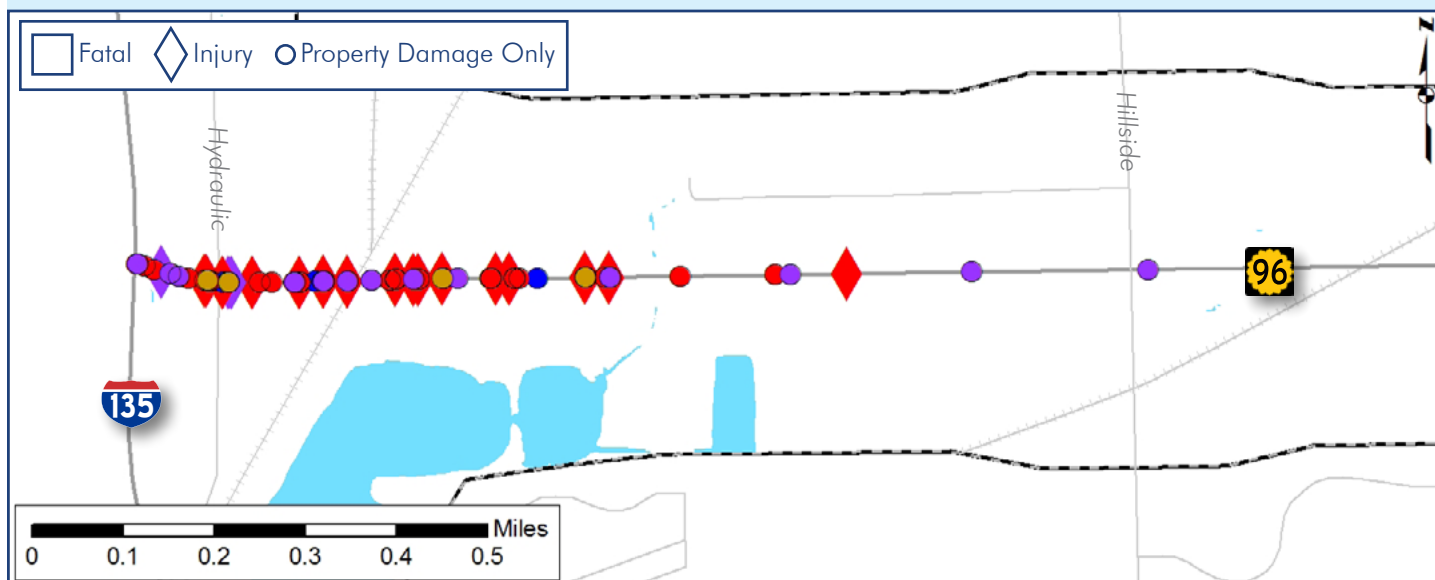 Fatal Injury Property Damage Only
Z
Hydraulic
Hillside
96
135
Miles
0 0.1 0.2 0.3 0.4 0.5